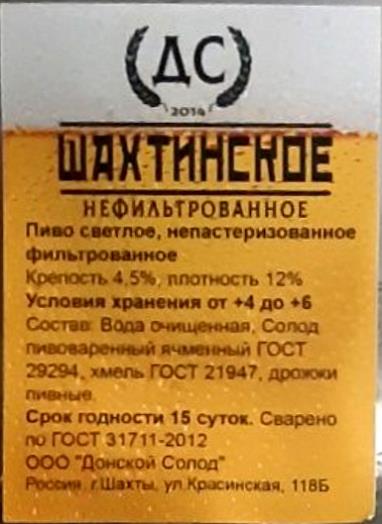 ДС
2014
ШАХТИНСКОЕ
НЕФИЛЬТРОВАННОЕ
Пиво светлое, непастеризованное
фильтрованное
Крепость 4,5%, плотность 12%
Условия хранения от +4 до +6
Состав: Вода очищенная, Солод
пивоваренный ячменный ГОСТ
29294, хмель ГОСТ 21947, дрожжи
пивные.
Срок годности 15 суток. Сварено
по ГОСТ 31711-2012
ООО "Донской Солод"
Россия, г.Шахты, ул.Красинская, 118Б